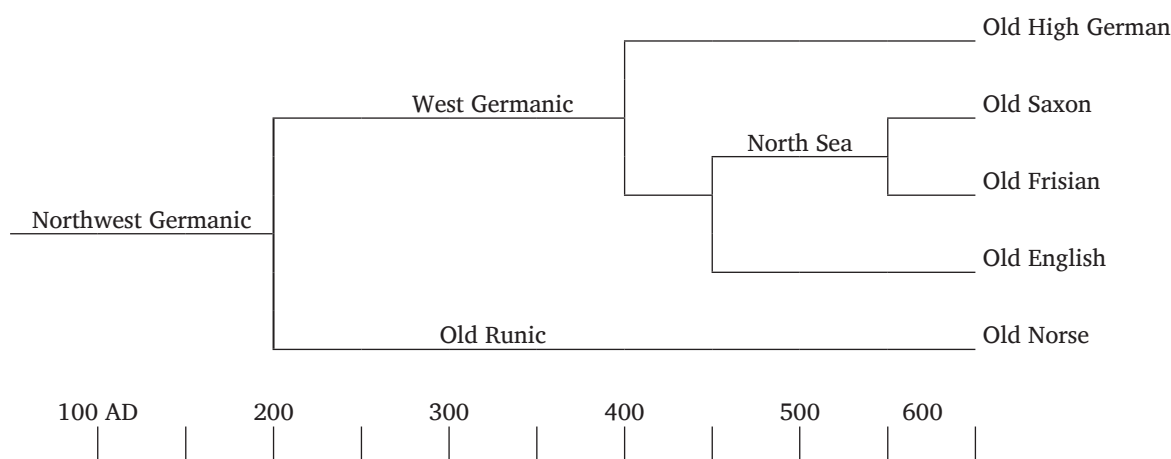 Old High German
West Germanic
Old Saxon
North Sea
Old Frisian
Northwest Germanic
Old English
Old Runic
Old Norse
100 AD 200 300 400 500 600